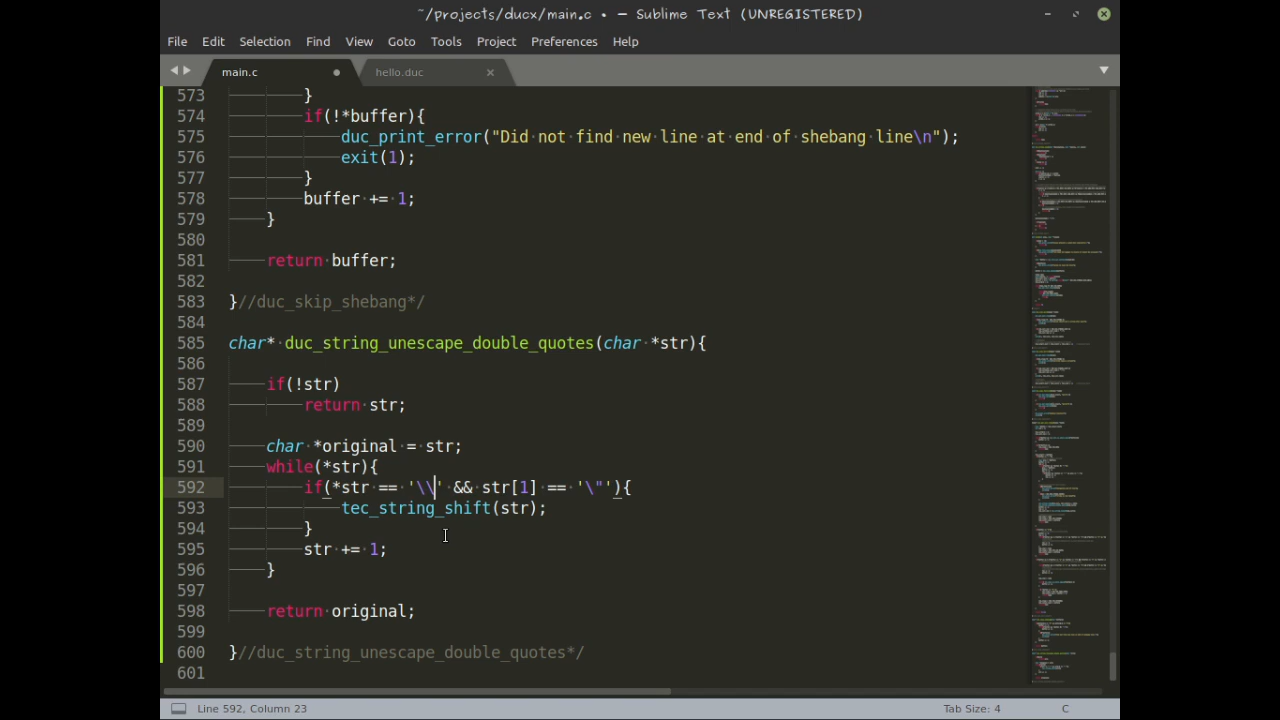 ~/projects/ducx/main.c • — Sublime Text (UNREGISTERED)
File Edit Selection Find View Goto Tools Project Preferences Help
main.c hello.duc
573 }
574 if(!*buffer){
575 duc_print_error("Did not find new line at end of shebang line\n");
576 exit(1);
577 }
578 buffer += 1;
579 }
580
581 return buffer;
582
583 }//duc_skip_shebang*/
584
585 char* duc_string_unescape_double_quotes(char *str){
586
587 if(!str)
588 return str;
589
590 char *original = str;
591 while(*str){
592 if(*str == '\\' && str[1] == '\"'){
593 tec_string_shift(str);
594 }
595 str += 1;
596 }
597
598 return original;
599
600 }//duc_string_unescape_double_quotes*/
601
Line 592, Column 23 Tab Size: 4 C